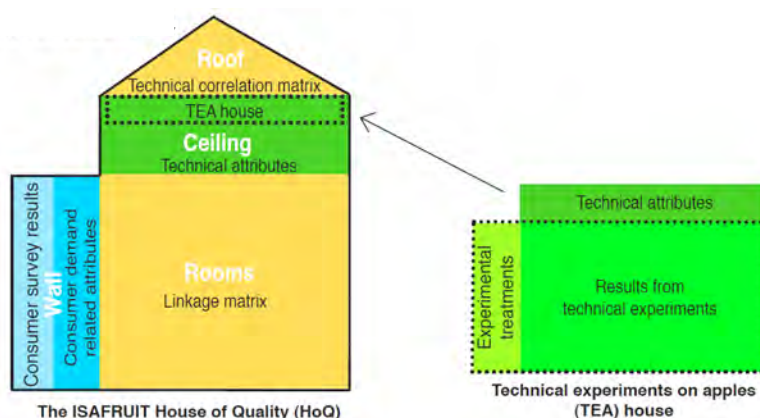 Roof
Technical correlation matrix
TEA house
Ceiling
Technical attributes
Consumer survey results
Wall
Consumer demand
related attributes
Rooms
Linkage matrix
The ISAFRUIT House of Quality (HoQ)
Technical attributes
Experimental
treatments
Results from
technical experiments
Technical experiments on apples
(TEA) house